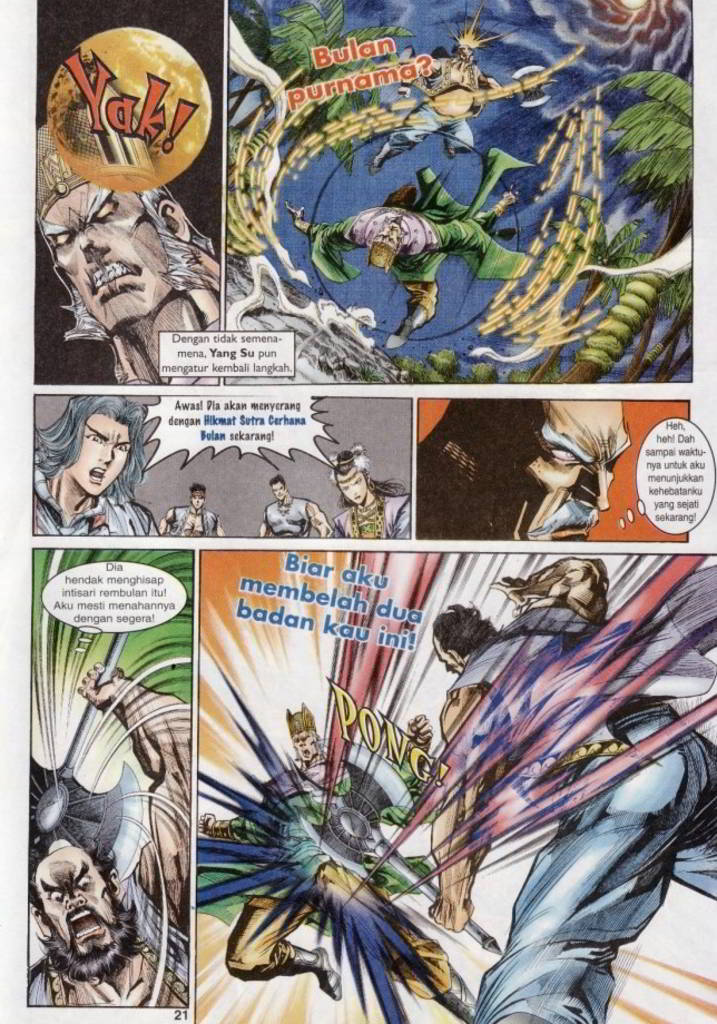 Yak!
Bulan
purnama?
Dengan tidak semena-
mena, Yang Su pun
mengatur kembali langkah.
Awas! Dia akan menyerang
dengan Hikmat Sutra Cerhana
Bulan sekarang!
Heh,
heh! Dah
sampai waktu-
nya untuk aku
menunjukkan
kehebatanku
yang sejati
sekarang!
Dia
hendak menghisap
intisari rembulan itu!
Aku mesti menahannya
dengan segera!
Biar aku
membelah dua
badan kau ini!
PONG!
21